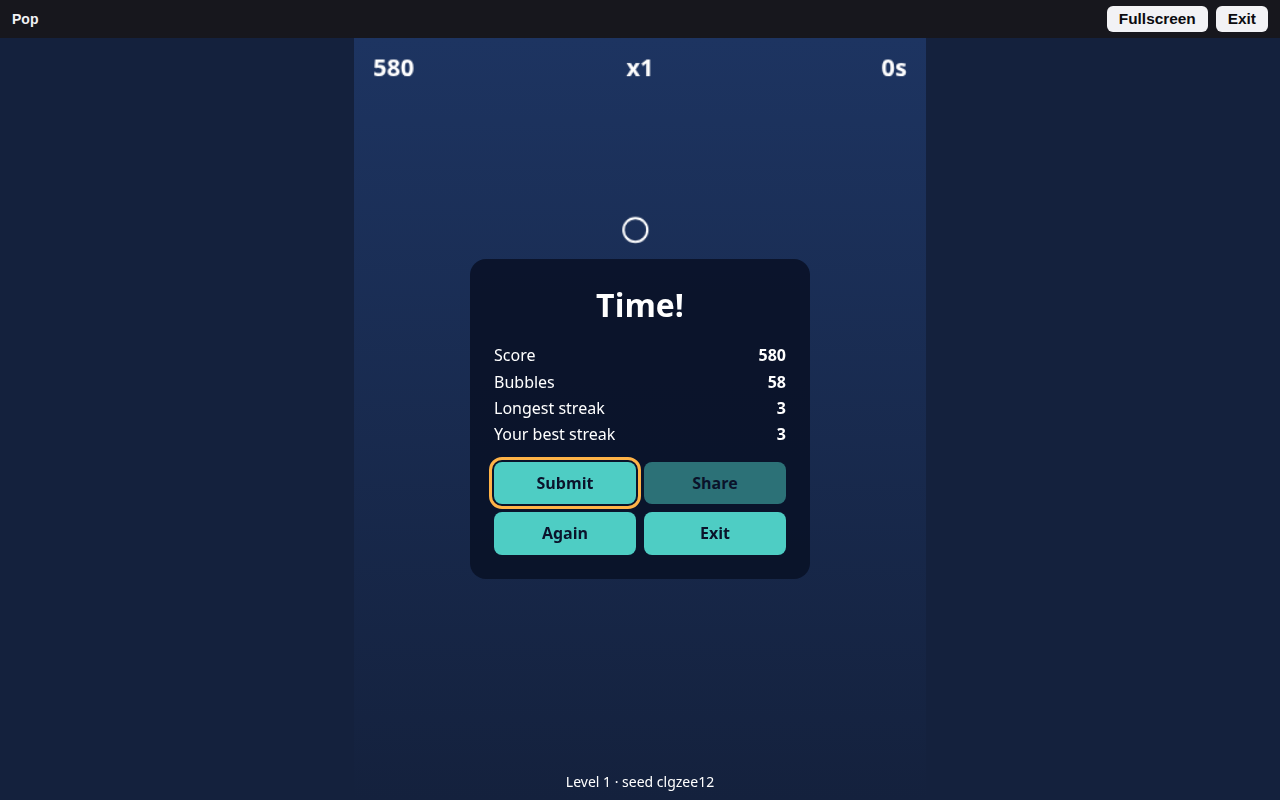 Pop Fullscreen Exit
580 x1 0s
Time!
Score 580
Bubbles 58
Longest streak 3
Your best streak 3
Submit Share
Again Exit
Level 1 · seed clgzee12